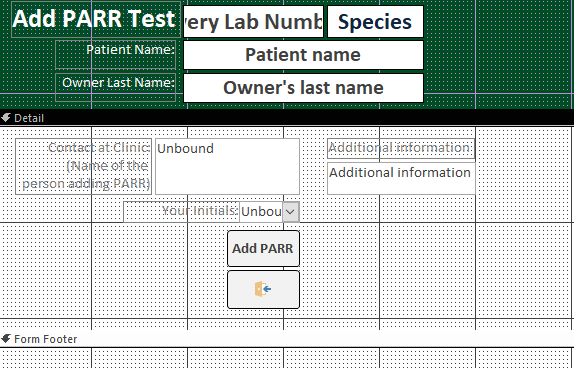 Add PARR Test
very Lab Numb
Species
Patient Name:
Patient name
Owner Last Name:
Owner's last name
Detail
Contact at Clinic:
(Name of the
person adding PARR)
Unbound
Additional information:
Additional information
Your Initials:
Unbou
Add PARR
Form Footer